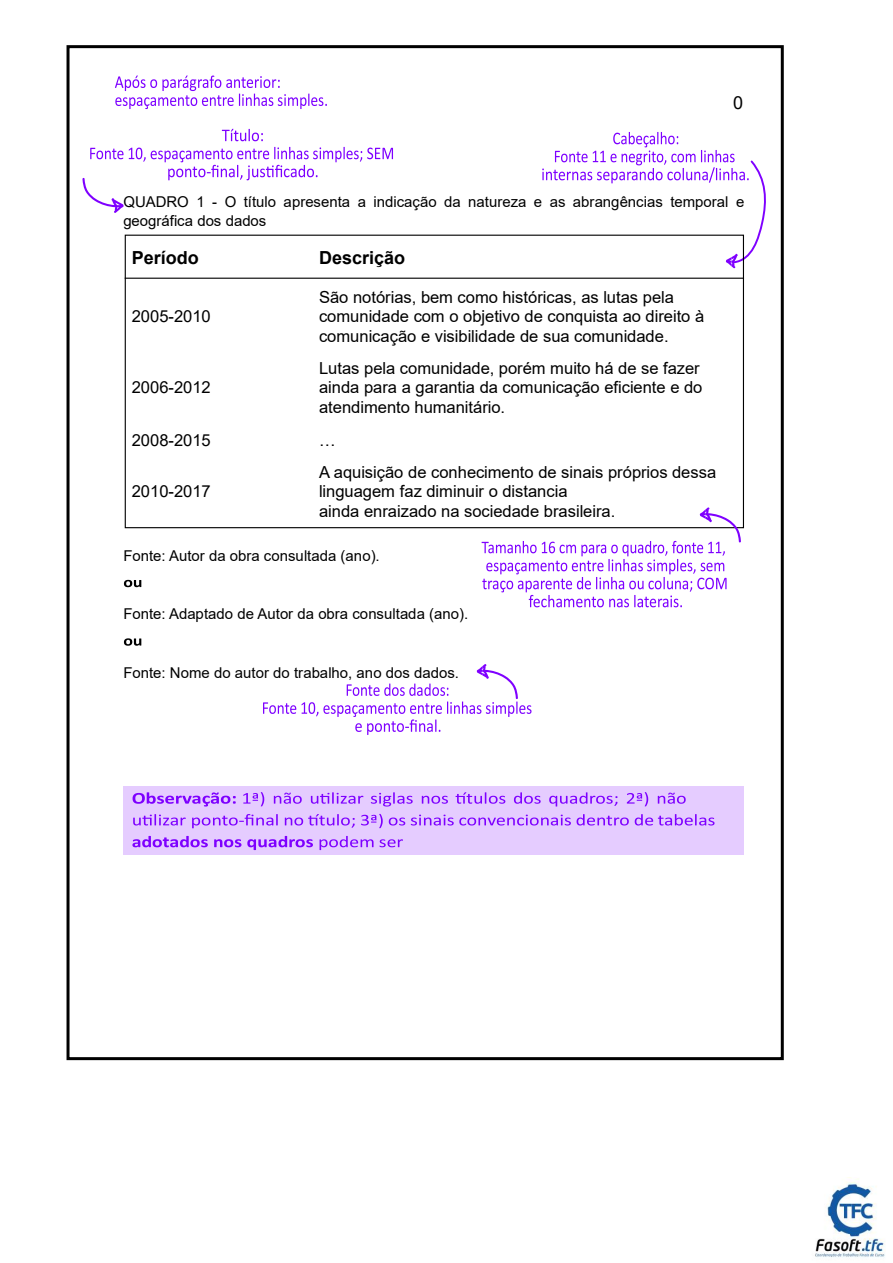 Após o parágrafo anterior:
espaçamento entre linhas simples.
0
Título:
Fonte 10, espaçamento entre linhas simples; SEM
ponto-final, justificado.
Cabeçalho:
Fonte 11 e negrito, com linhas
internas separando coluna/linha.
QUADRO 1 - O título apresenta a indicação da natureza e as abrangências temporal e
geográfica dos dados
Período Descrição
2005-2010
São notórias, bem como históricas, as lutas pela
comunidade com o objetivo de conquista ao direito à
comunicação e visibilidade de sua comunidade.
2006-2012
Lutas pela comunidade, porém muito há de se fazer
ainda para a garantia da comunicação eficiente e do
atendimento humanitário.
2008-2015 …
2010-2017
A aquisição de conhecimento de sinais próprios dessa
linguagem faz diminuir o distancia
ainda enraizado na sociedade brasileira.
Tamanho 16 cm para o quadro, fonte 11,
espaçamento entre linhas simples, sem
traço aparente de linha ou coluna; COM
fechamento nas laterais.
Fonte: Autor da obra consultada (ano).
ou
Fonte: Adaptado de Autor da obra consultada (ano).
ou
Fonte: Nome do autor do trabalho, ano dos dados.
Fonte dos dados:
Fonte 10, espaçamento entre linhas simples
e ponto-final.
Observação: 1ª) não utilizar siglas nos títulos dos quadros; 2ª) não
utilizar ponto-final no título; 3ª) os sinais convencionais dentro de tabelas
adotados nos quadros podem ser
TFC
Fasoft.tfc